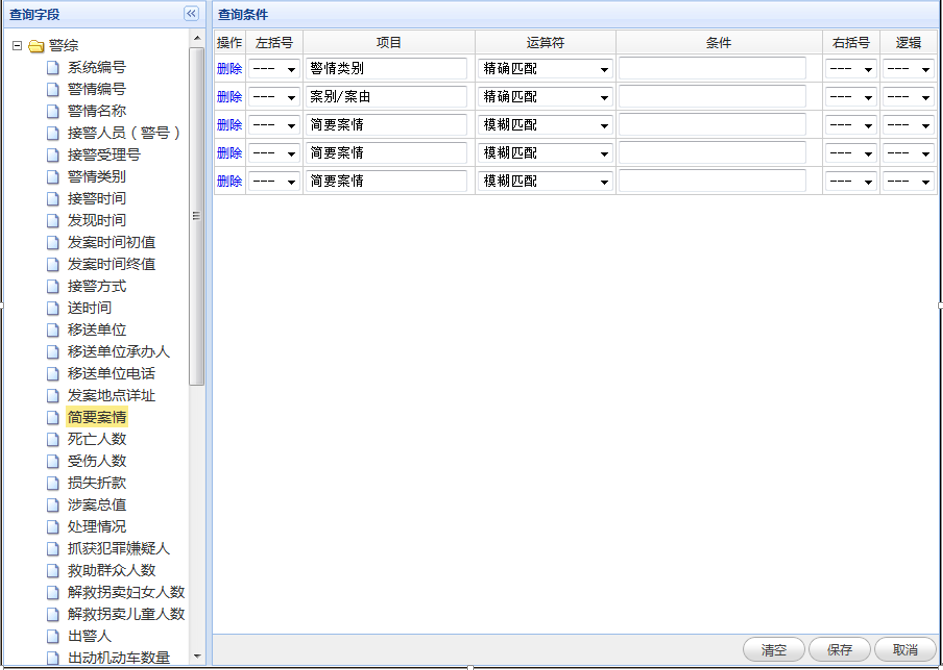 查询字段
警综
系统编号
警情编号
警情名称
接警人员（警号）
接警受理号
警情类别
接警时间
发现时间
发案时间初值
发案时间终值
接警方式
送时间
移送单位
移送单位承办人
移送单位电话
发案地点详址
简要案情
死亡人数
受伤人数
损失折款
涉案总值
处理情况
抓获犯罪嫌疑人
救助群众人数
解救拐卖妇女人数
解救拐卖儿童人数
出警人
出动机动车数量
查询条件
操作 左括号 项目 运算符 条件 右括号 逻辑
删除 --- 警情类别 精确匹配 --- ---
删除 --- 案别/案由 精确匹配 --- ---
删除 --- 简要案情 模糊匹配 --- ---
删除 --- 简要案情 模糊匹配 --- ---
删除 --- 简要案情 模糊匹配 --- ---
清空 保存 取消